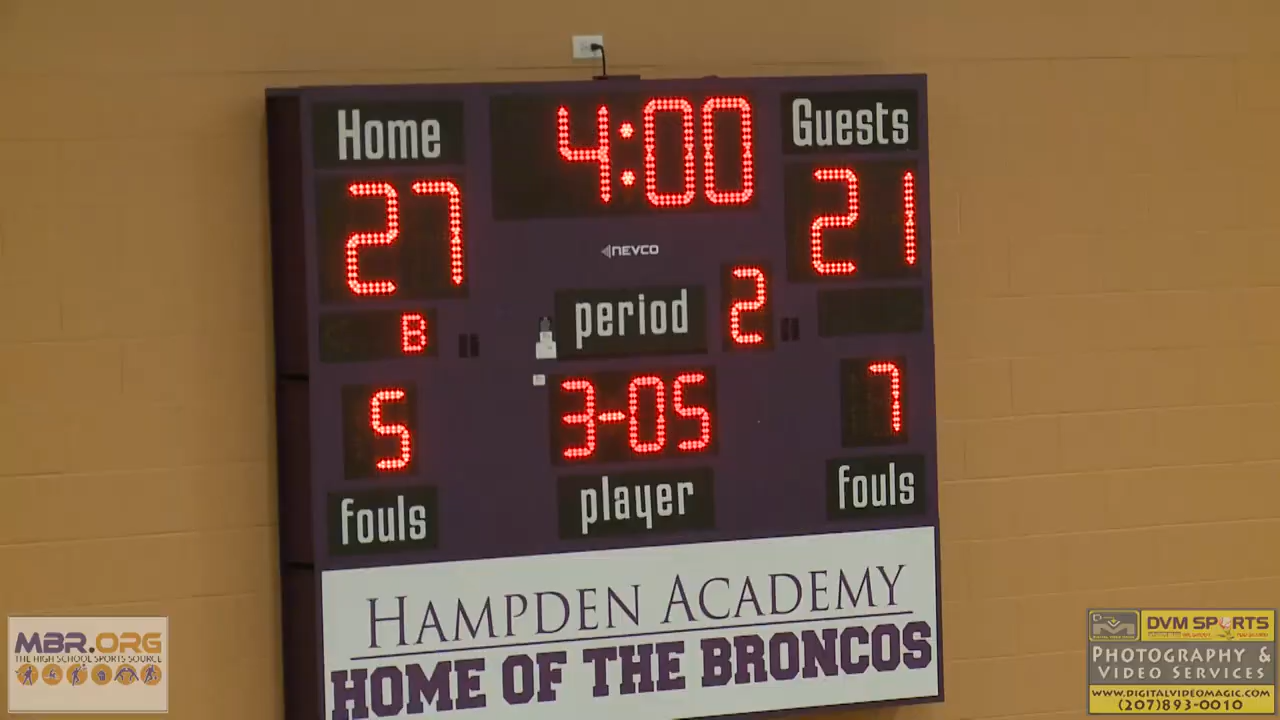 Home 4:00 Guests
27 21
NEVCO
B period 2
5 3-05 7
fouls player fouls
HAMPDEN ACADEMY
HOME OF THE BRONCOS
MBR.ORG
THE HIGH SCHOOL SPORTS SOURCE
DVM SPORTS
PHOTOGRAPHY &
VIDEO SERVICES
WWW.DIGITALVIDEOMAGIC.COM
(207)893-0010